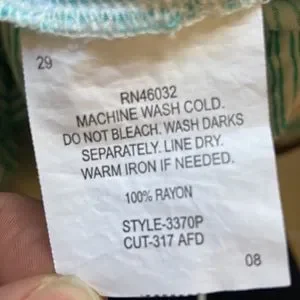 29
RN46032
MACHINE WASH COLD.
DO NOT BLEACH. WASH DARKS
SEPARATELY. LINE DRY.
WARM IRON IF NEEDED.
100% RAYON
STYLE-3370P
CUT-317 AFD
08